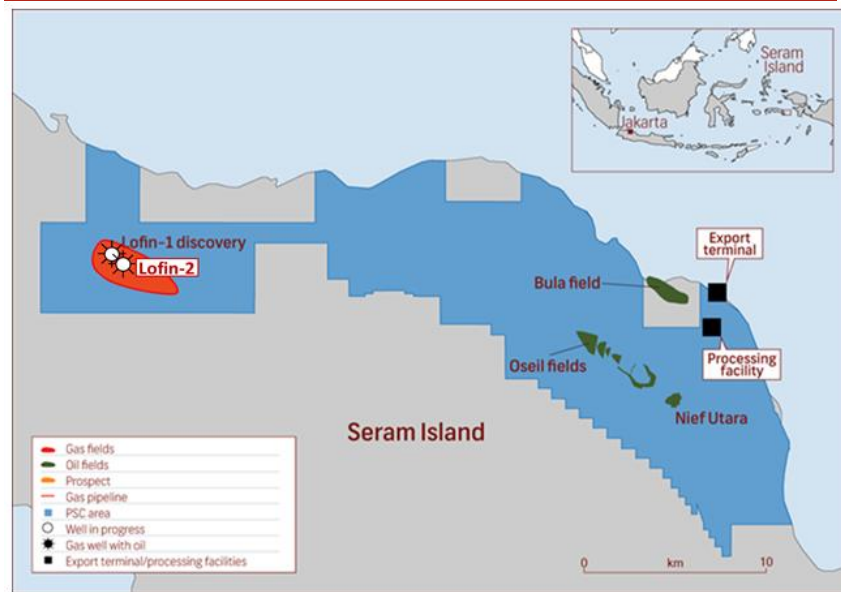 Seram
Island
Jakarta
Lofin-1 discovery
Lofin-2
Export
terminal
Bula field
Processing
facility
Oseil fields
Nief Utara
Seram Island
Gas fields
Oil fields
Prospect
Gas pipeline
PSC area
Well in progress
Gas well with oil
Export terminal/processing facilities
0 km 10